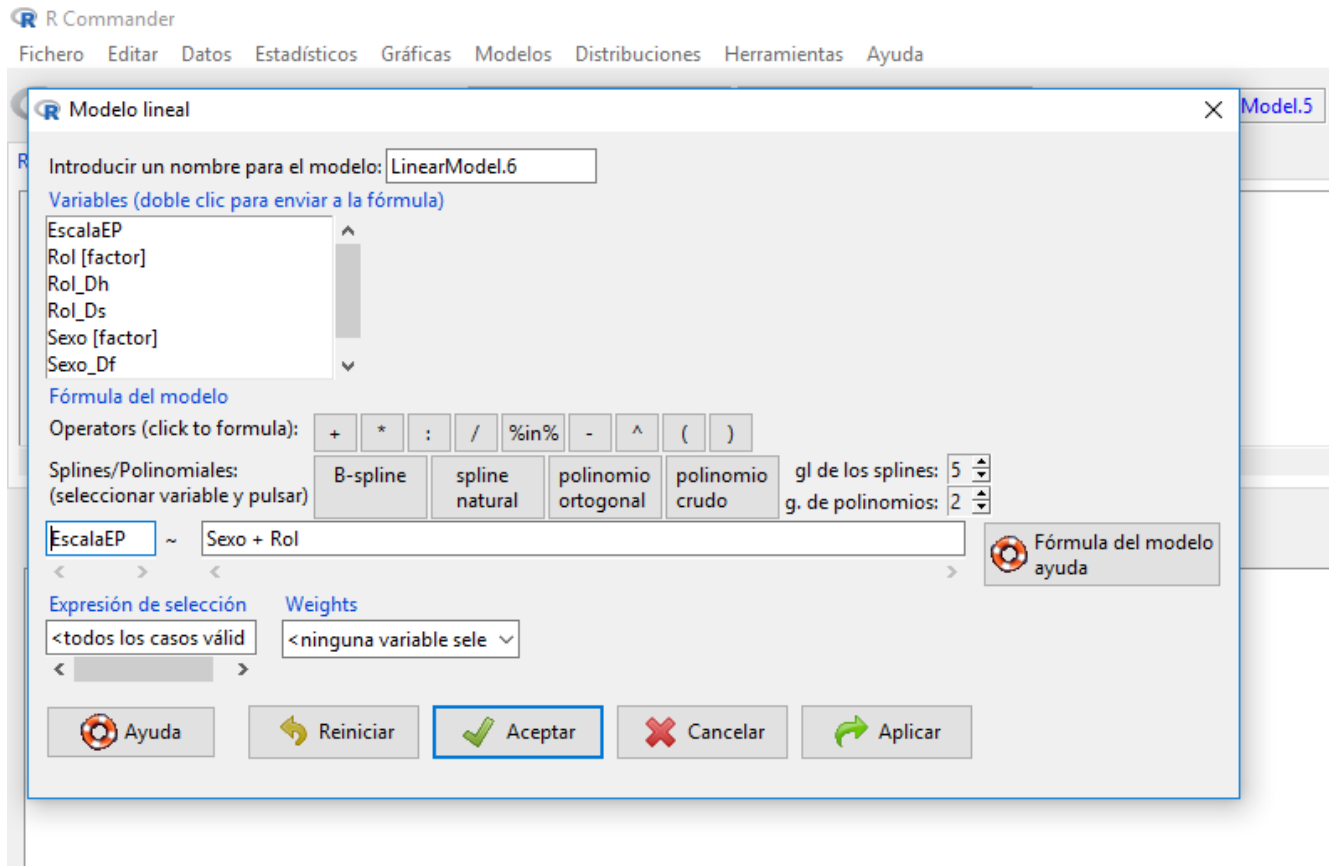 R Commander
Fichero Editar Datos Estadísticos Gráficas Modelos Distribuciones Herramientas Ayuda
Modelo lineal
Model.5
R
Introducir un nombre para el modelo: LinearModel.6
Variables (doble clic para enviar a la fórmula)
EscalaEP
Rol [factor]
Rol_Dh
Rol_Ds
Sexo [factor]
Sexo_Df
Fórmula del modelo
Operators (click to formula): + * : / %in% - ^ ( )
Splines/Polinomiales:
(seleccionar variable y pulsar)
B-spline
spline
natural
polinomio
ortogonal
polinomio
crudo
gl de los splines: 5
g. de polinomios: 2
EscalaEP ~ Sexo + Rol
Fórmula del modelo
ayuda
Expresión de selección Weights
<todos los casos válid <ninguna variable sele
Ayuda Reiniciar Aceptar Cancelar Aplicar